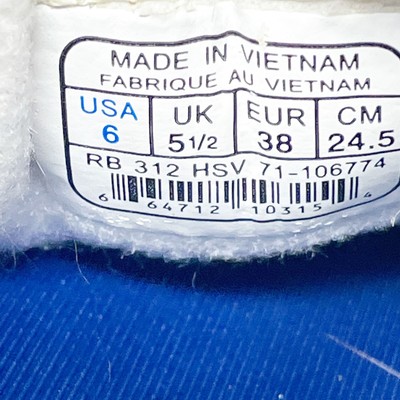 MADE IN VIETNAM
FABRIQUE AU VIETNAM
USA UK EUR CM
6 5 1/2 38 24.5
RB 312 HSV 71-106774
6 64712 10315 4